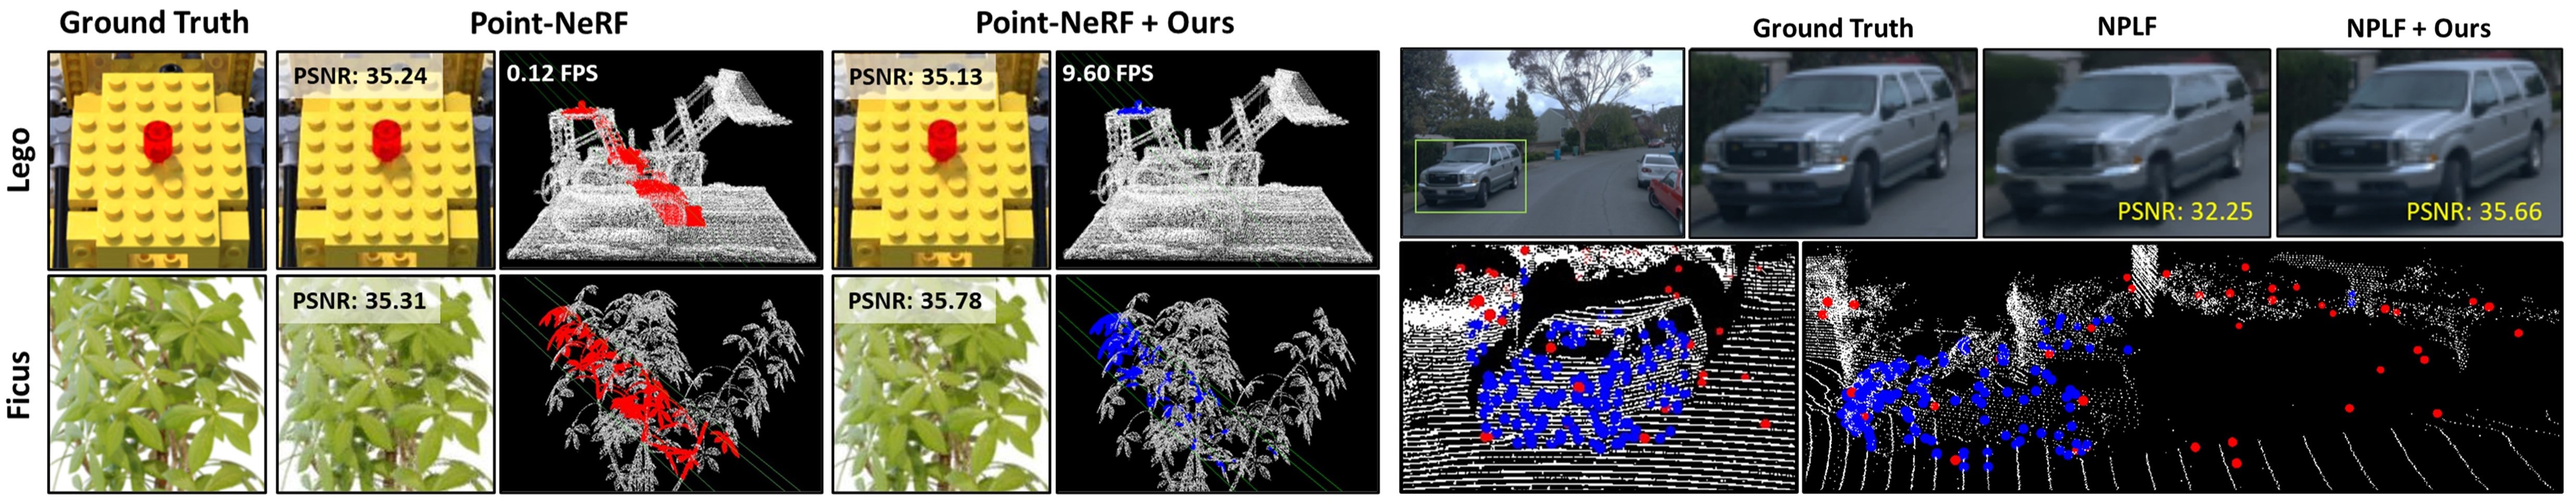 Ground Truth
Point-NeRF
Point-NeRF + Ours
Lego
PSNR: 35.24
0.12 FPS
PSNR: 35.13
9.60 FPS
Ficus
PSNR: 35.31
PSNR: 35.78
Ground Truth
NPLF
NPLF + Ours
PSNR: 32.25
PSNR: 35.66